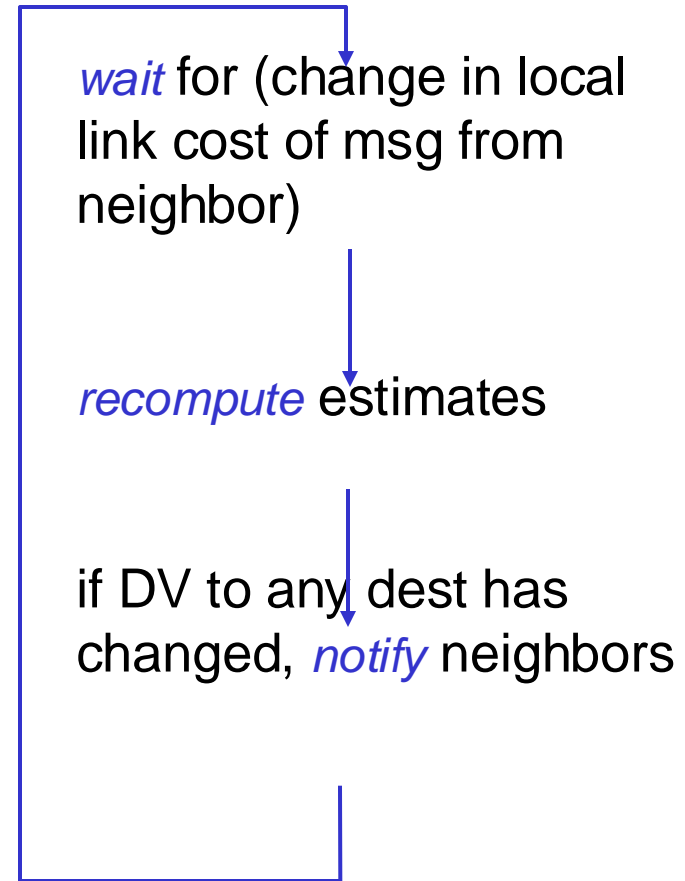 wait for (change in local
link cost of msg from
neighbor)
recompute estimates
if DV to any dest has
changed, notify neighbors